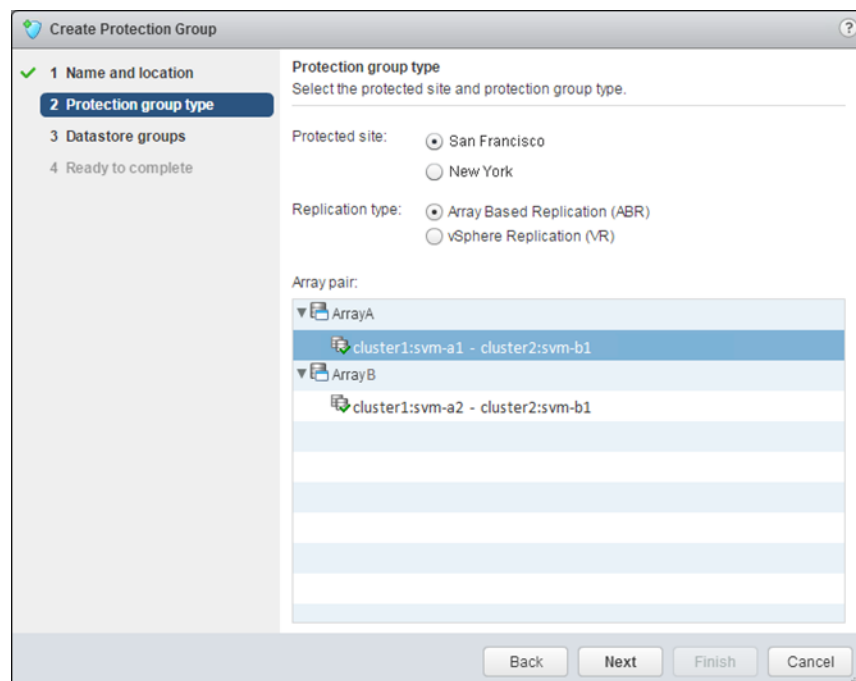 Create Protection Group
?
1 Name and location
2 Protection group type
3 Datastore groups
4 Ready to complete
Protection group type
Select the protected site and protection group type.
Protected site:
San Francisco
New York
Replication type:
Array Based Replication (ABR)
vSphere Replication (VR)
Array pair:
ArrayA
cluster1:svm-a1 - cluster2:svm-b1
ArrayB
cluster1:svm-a2 - cluster2:svm-b1
Back Next Finish Cancel